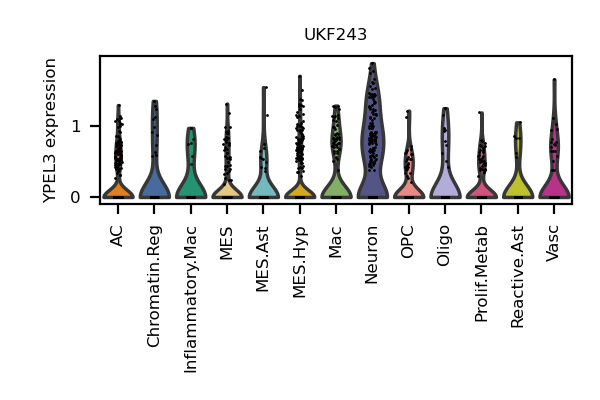 UKF243
YPEL3 expression
1
0
AC
Chromatin.Reg
Inflammatory.Mac
MES
MES.Ast
MES.Hyp
Mac
Neuron
OPC
Oligo
Prolif.Metab
Reactive.Ast
Vasc